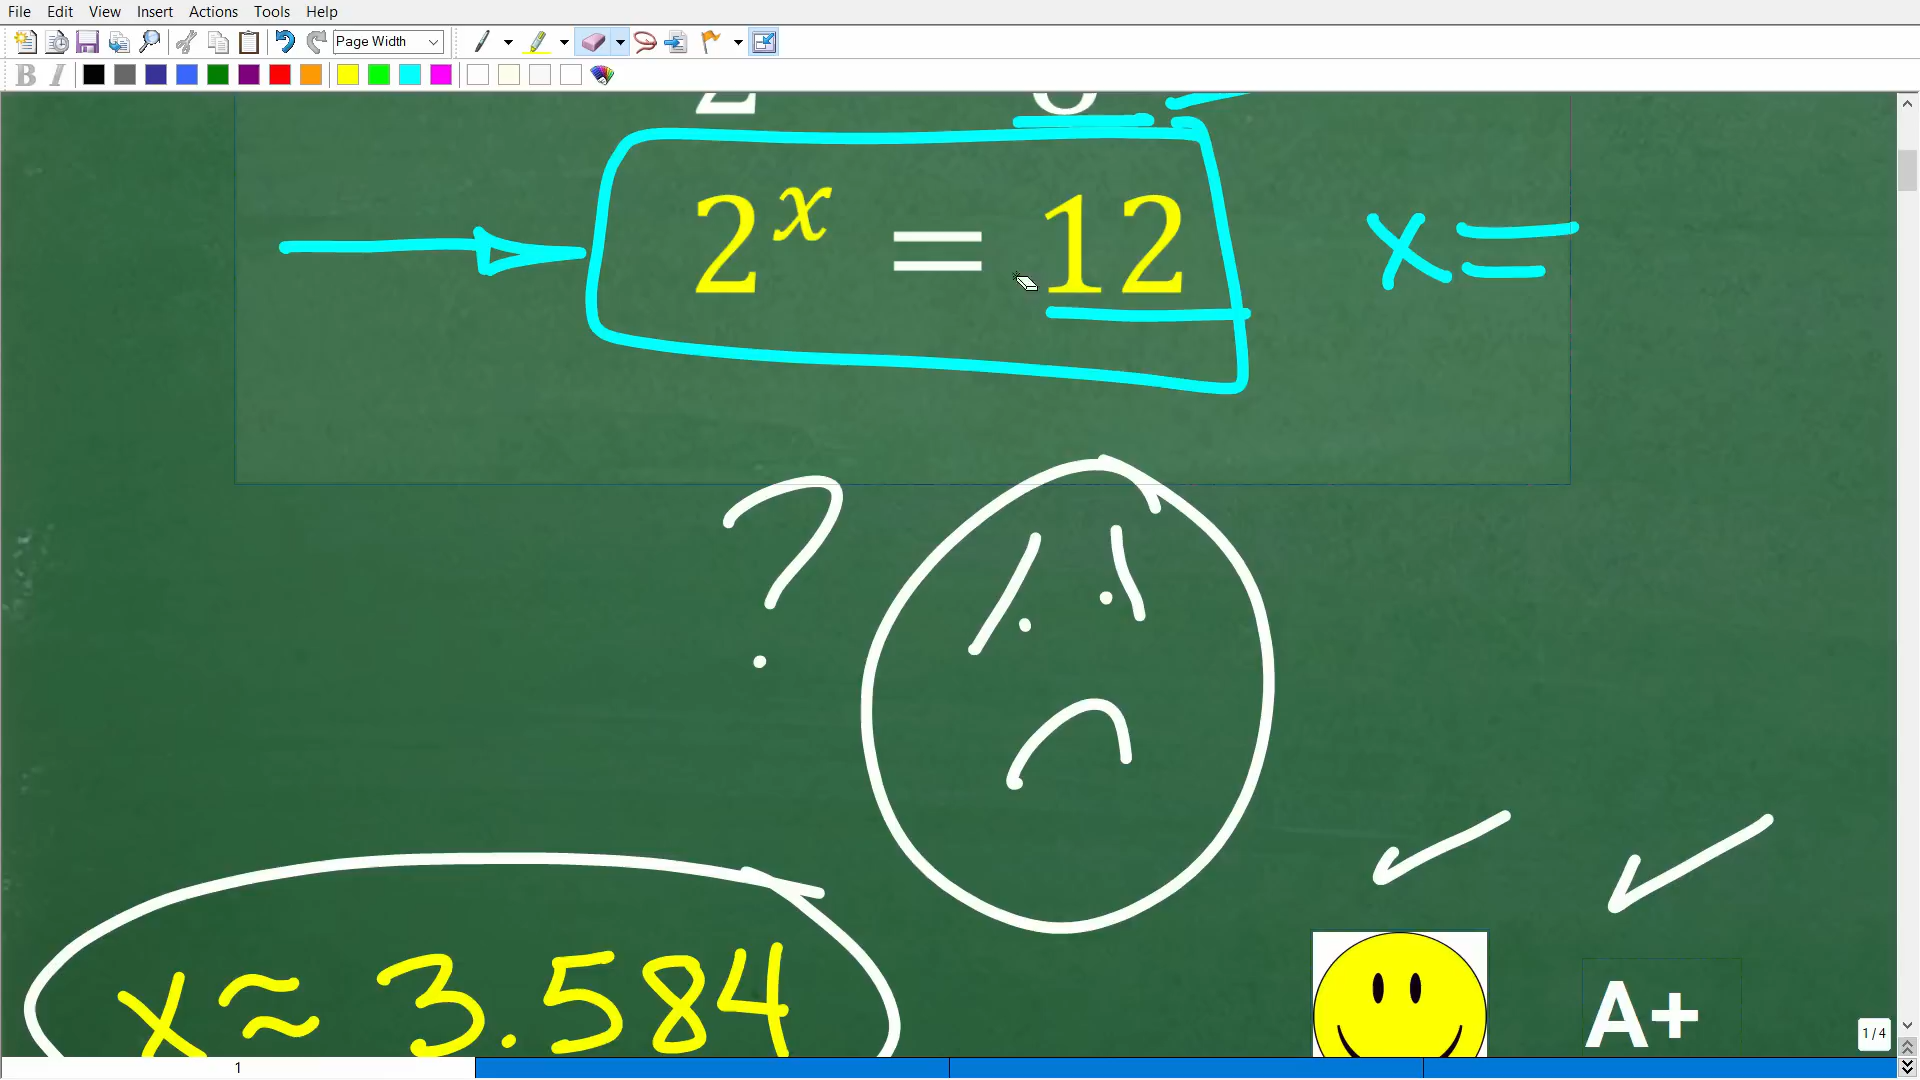 File Edit View Insert Actions Tools Help
Page Width
B I
2^x = 12
x =
?
x ≈ 3.584
A+
1 / 4
1